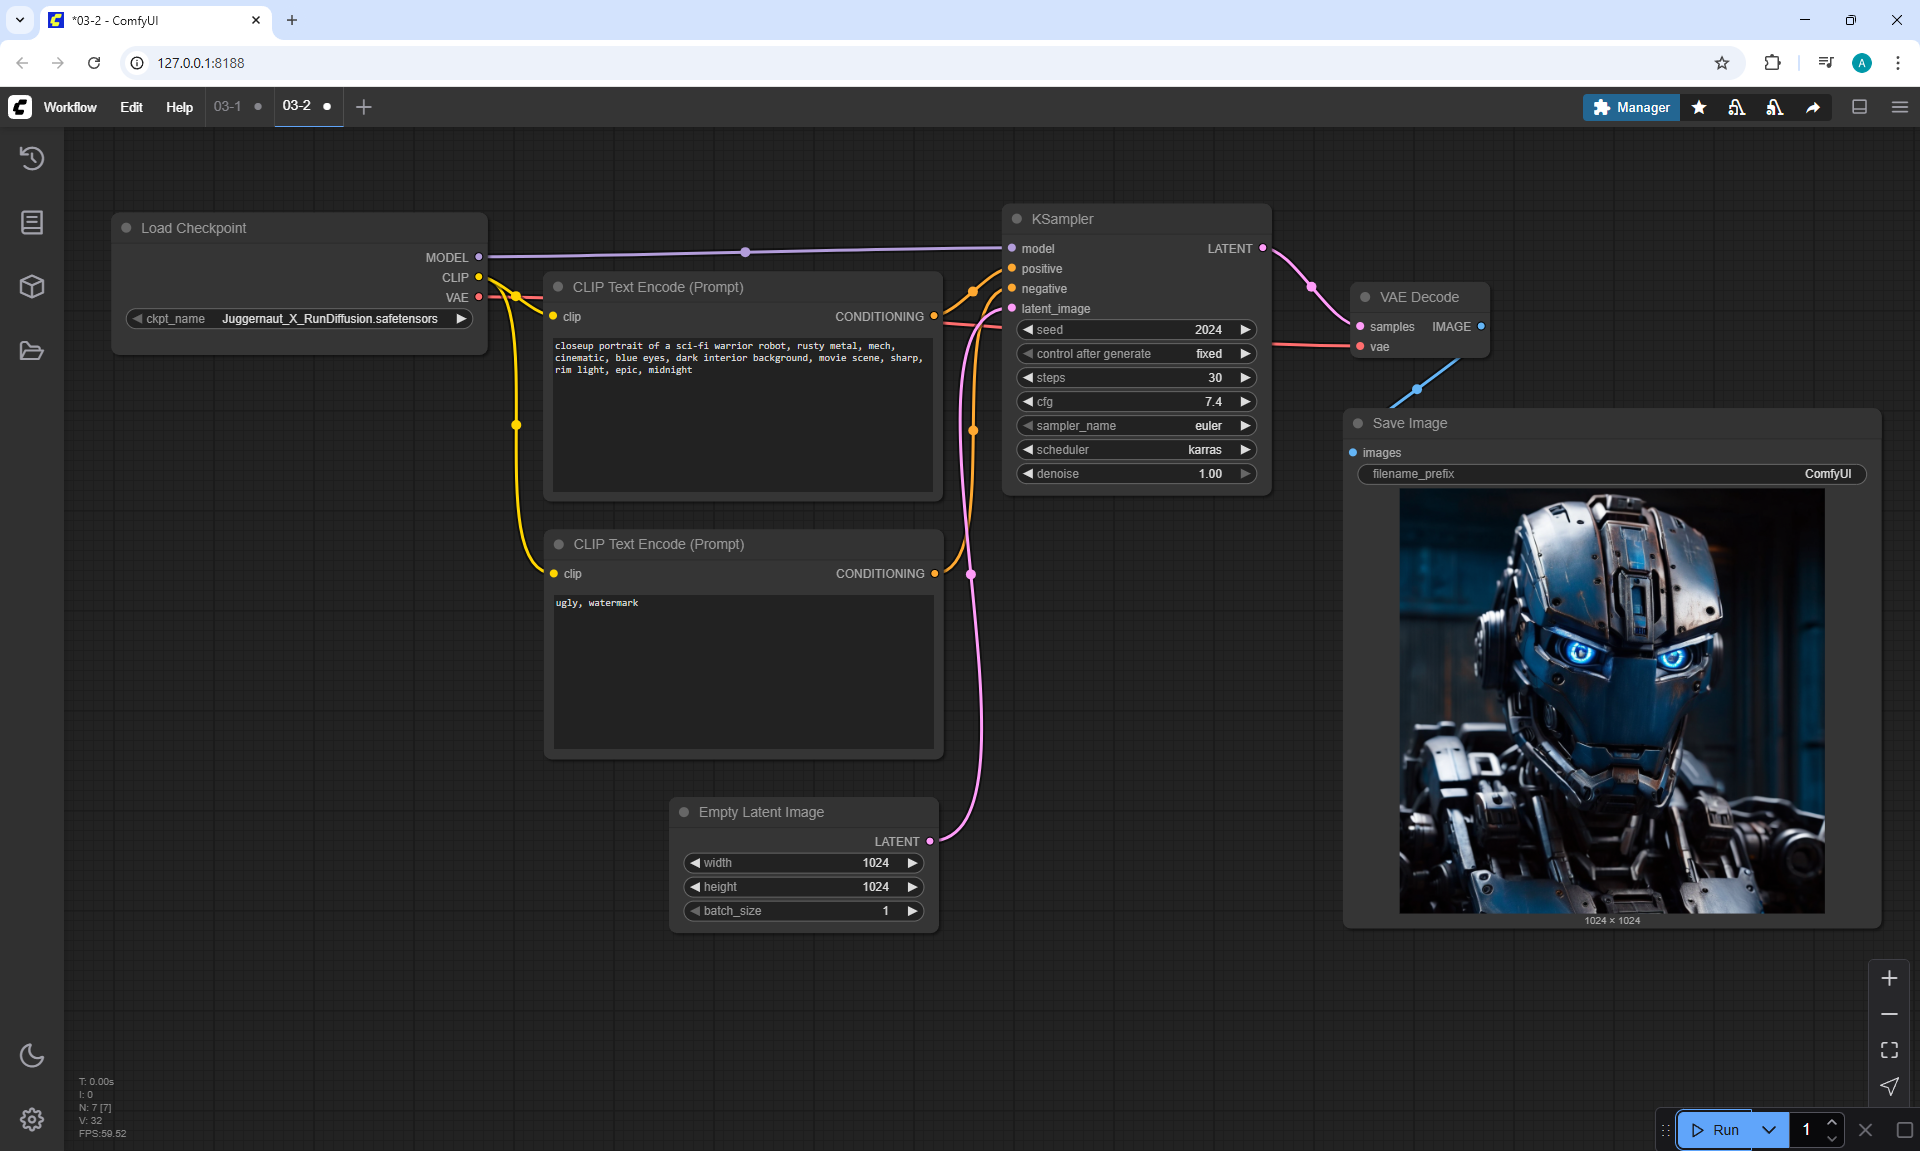 *03-2 - ComfyUI
127.0.0.1:8188
A
Workflow Edit Help 03-1 03-2
Manager
Load Checkpoint
MODEL
CLIP
VAE
ckpt_name Juggernaut_X_RunDiffusion.safetensors
CLIP Text Encode (Prompt)
clip CONDITIONING
closeup portrait of a sci-fi warrior robot, rusty metal, mech,
cinematic, blue eyes, dark interior background, movie scene, sharp,
rim light, epic, midnight
CLIP Text Encode (Prompt)
clip CONDITIONING
ugly, watermark
Empty Latent Image
LATENT
width 1024
height 1024
batch_size 1
KSampler
model LATENT
positive
negative
latent_image
seed 2024
control after generate fixed
steps 30
cfg 7.4
sampler_name euler
scheduler karras
denoise 1.00
VAE Decode
samples IMAGE
vae
Save Image
images
filename_prefix ComfyUI
1024 × 1024
T: 0.00s
I: 0
N: 7 [7]
V: 32
FPS:59.52
Run 1